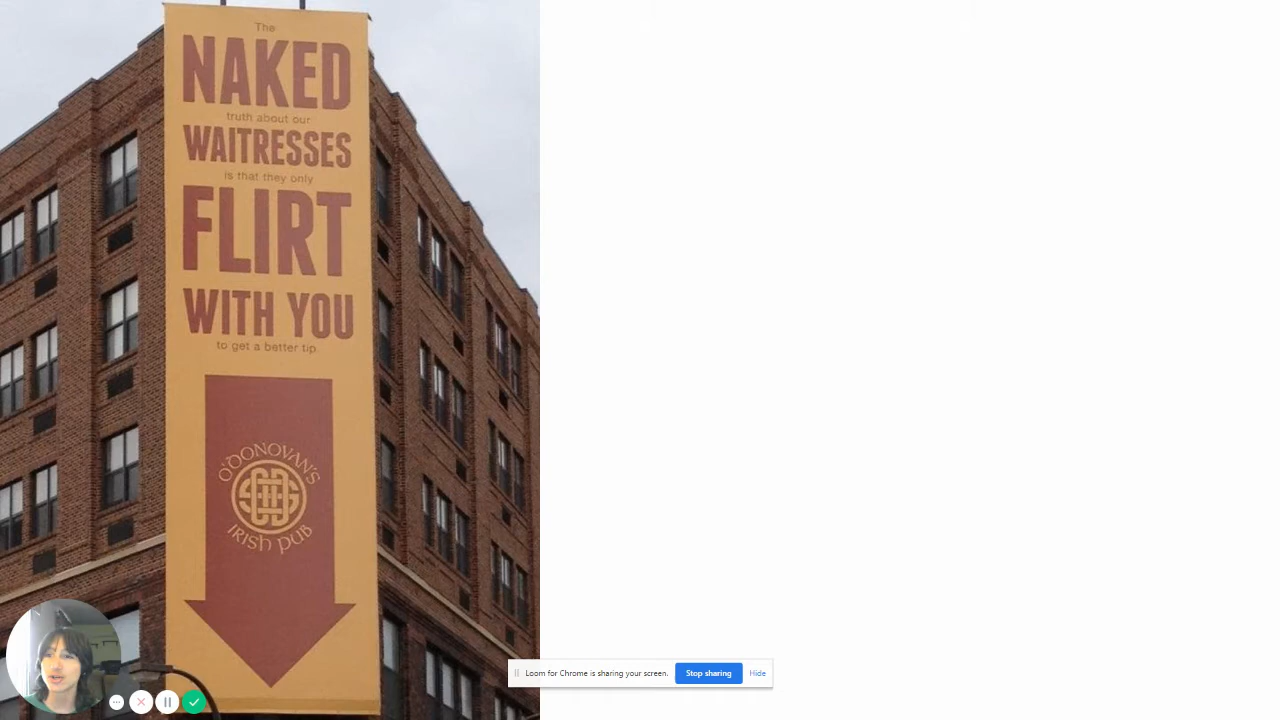 The
NAKED
truth about our
WAITRESSES
is that they only
FLIRT
WITH YOU
to get a better tip.
O'DONOVAN'S
IRISH PUB
Loom for Chrome is sharing your screen.
Stop sharing
Hide